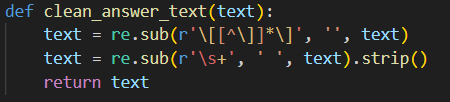 def clean_answer_text(text):
    text = re.sub(r'\[[^\]]*\]', '', text)
    text = re.sub(r'\s+', ' ', text).strip()
    return text